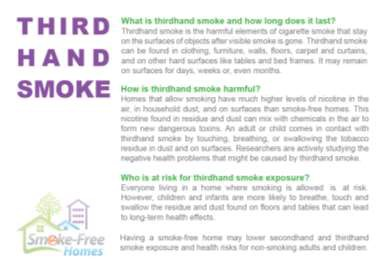 THIRD
HAND
SMOKE
What is thirdhand smoke and how long does it last?
Thirdhand smoke is the harmful elements of cigarette smoke that stay
on the surfaces of objects after visible smoke is gone. Thirdhand smoke
can be found in clothing, furniture, walls, floors, carpet and curtains,
and on other hard surfaces like tables and bed frames. It may remain
on surfaces for days, weeks or, even months.
How is thirdhand smoke harmful?
Homes that allow smoking have much higher levels of nicotine in the
air, in household dust, and on surfaces than smoke-free homes. This
nicotine found in residue and dust can mix with chemicals in the air to
form new dangerous toxins. An adult or child comes in contact with
thirdhand smoke by touching, breathing, or swallowing the tobacco
residue in dust and on surfaces. Researchers are actively studying the
negative health problems that might be caused by thirdhand smoke.
Who is at risk for thirdhand smoke exposure?
Everyone living in a home where smoking is allowed is at risk.
However, children and infants are more likely to breathe, touch and
swallow the residue and dust found on floors and tables that can lead
to long-term health effects.
Having a smoke-free home may lower secondhand and thirdhand
smoke exposure and health risks for non-smoking adults and children.
Smoke-Free
Homes